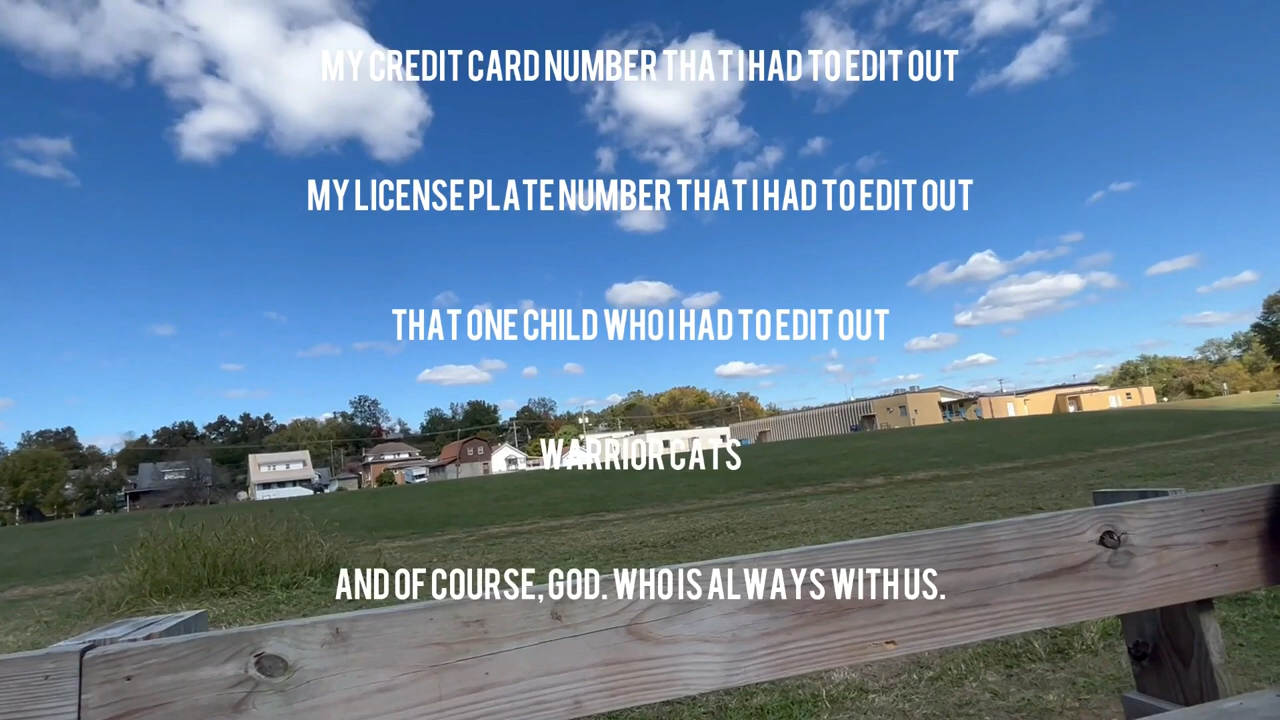 MY CREDIT CARD NUMBER THAT I HAD TO EDIT OUT
MY LICENSE PLATE NUMBER THAT I HAD TO EDIT OUT
THAT ONE CHILD WHO I HAD TO EDIT OUT
WARRIOR CATS
AND OF COURSE, GOD. WHO IS ALWAYS WITH US.